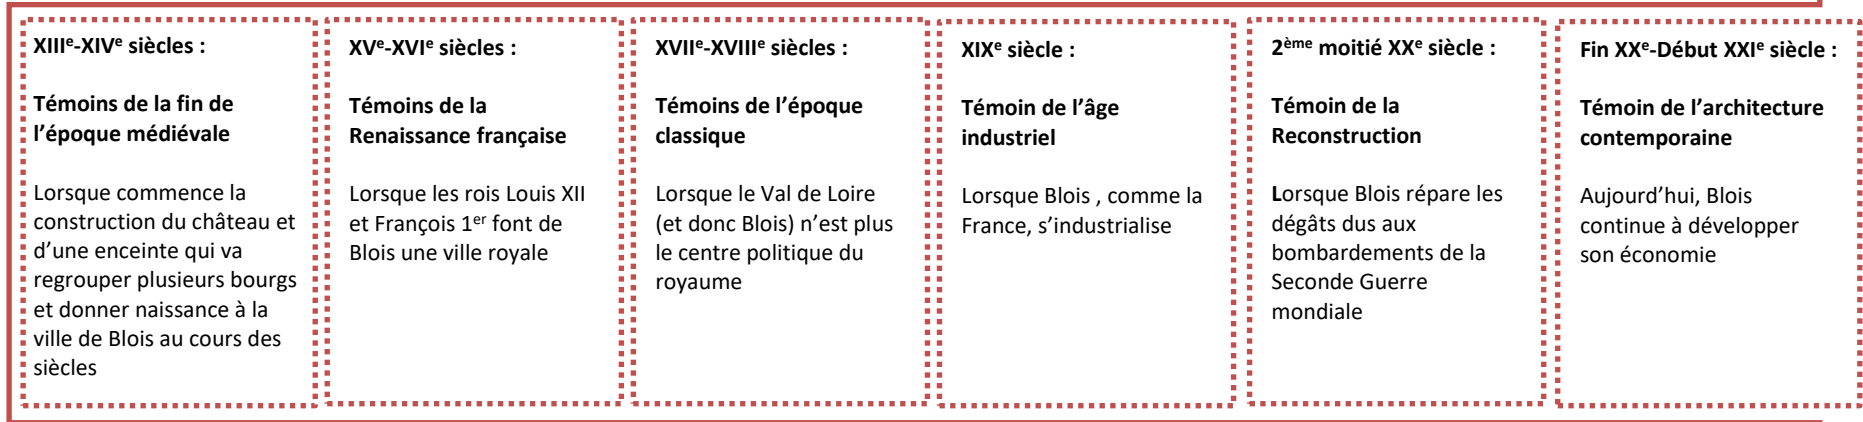 XIIIe-XIVe siècles :
Témoins de la fin de
l’époque médiévale
Lorsque commence la
construction du château et
d’une enceinte qui va
regrouper plusieurs bourgs
et donner naissance à la
ville de Blois au cours des
siècles
XVe-XVIe siècles :
Témoins de la
Renaissance française
Lorsque les rois Louis XII
et François 1er font de
Blois une ville royale
XVIIe-XVIIIe siècles :
Témoins de l’époque
classique
Lorsque le Val de Loire
(et donc Blois) n’est plus
le centre politique du
royaume
XIXe siècle :
Témoin de l’âge
industriel
Lorsque Blois , comme la
France, s’industrialise
2ème moitié XXe siècle :
Témoin de la
Reconstruction
Lorsque Blois répare les
dégâts dus aux
bombardements de la
Seconde Guerre
mondiale
Fin XXe-Début XXIe siècle :
Témoin de l’architecture
contemporaine
Aujourd’hui, Blois
continue à développer
son économie